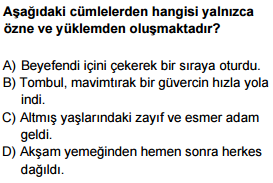 Aşağıdaki cümlelerden hangisi yalnızca
özne ve yüklemden oluşmaktadır?
A) Beyefendi içini çekerek bir sıraya oturdu.
B) Tombul, mavimtırak bir güvercin hızla yola
indi.
C) Altmış yaşlarındaki zayıf ve esmer adam
geldi.
D) Akşam yemeğinden hemen sonra herkes
dağıldı.